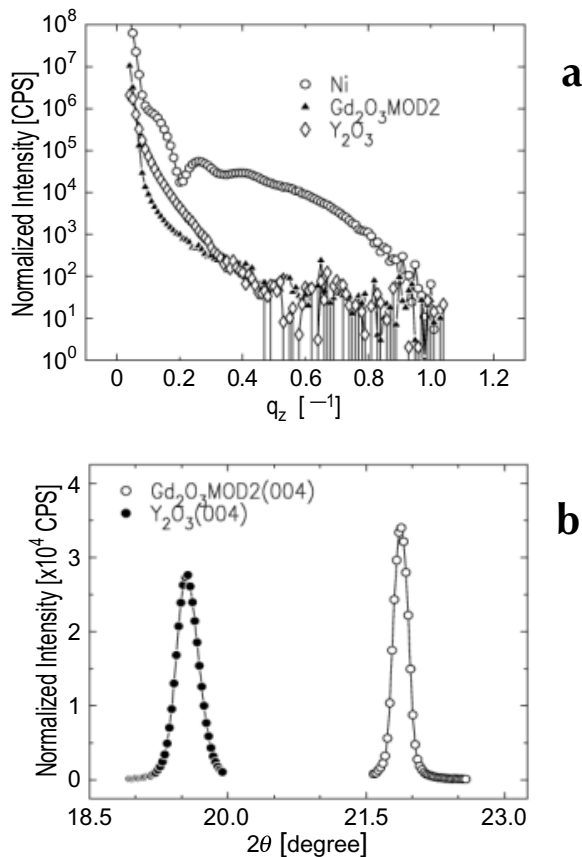 a
Normalized Intensity [CPS]
10⁸
10⁷
10⁶
10⁵
10⁴
10³
10²
10¹
10⁰
Ni
Gd₂O₃MOD2
Y₂O₃
0 0.2 0.4 0.6 0.8 1.0 1.2
q_z [ ⁻¹]
b
Normalized Intensity [x10⁴ CPS]
4
3
2
1
0
Gd₂O₃MOD2(004)
Y₂O₃(004)
18.5 20.0 21.5 23.0
2θ [degree]